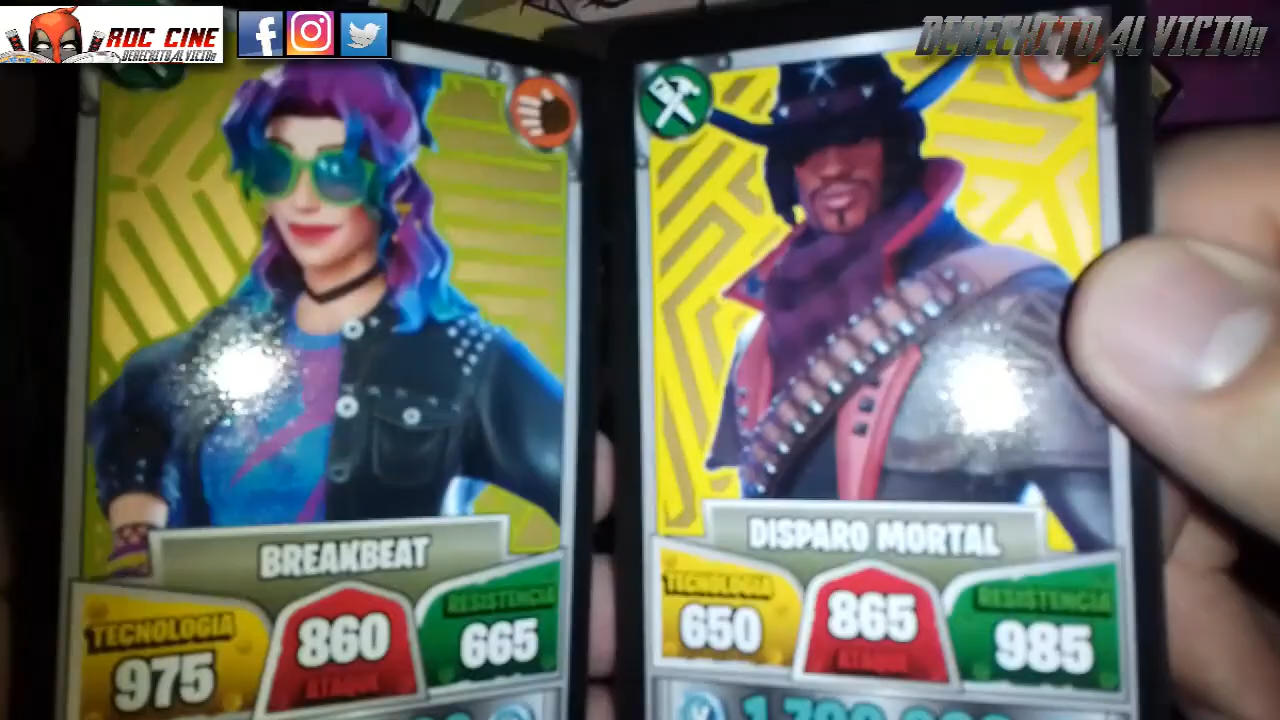 ROC CINE
DERECHITO AL VICIO!!
DERECHITO AL VICIO!!
BREAKBEAT
TECNOLOGIA
975
860
ATAQUE
RESISTENCIA
665
DISPARO MORTAL
TECNOLOGIA
650
865
ATAQUE
RESISTENCIA
985